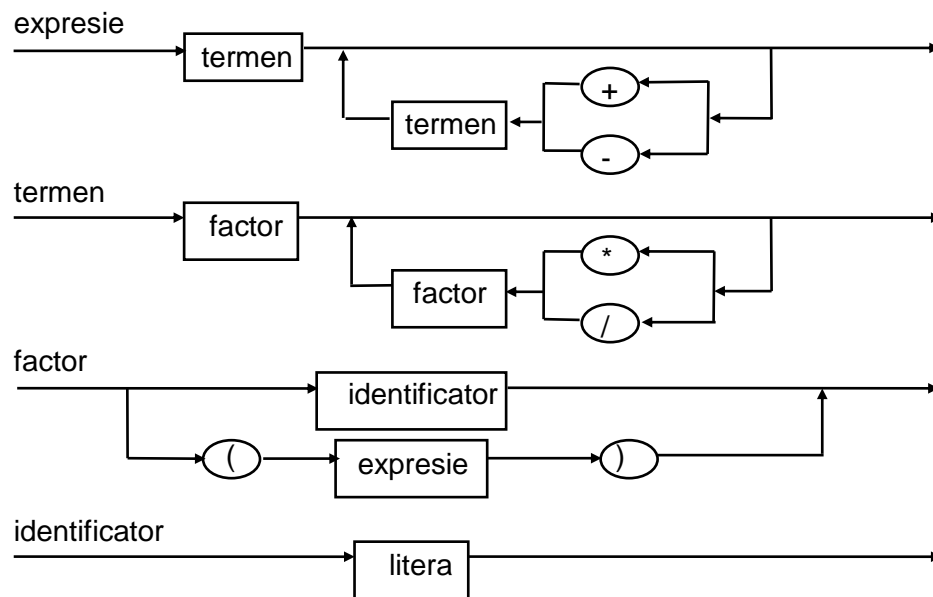 expresie
termen
+
termen
-
termen
factor
*
factor
/
factor
identificator
( expresie )
identificator
litera